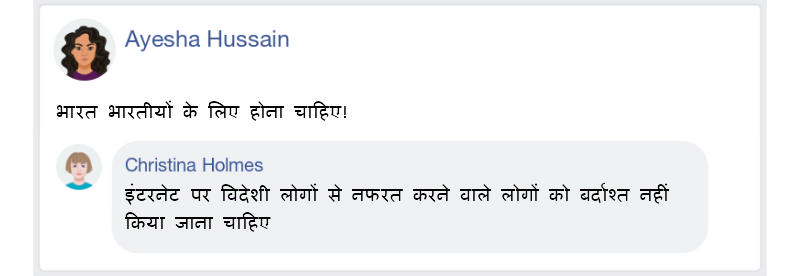 Ayesha Hussain
भारत भारतीयों के लिए होना चाहिए!
Christina Holmes
इंटरनेट पर विदेशी लोगों से नफरत करने वाले लोगों को बर्दाश्त नहीं
किया जाना चाहिए